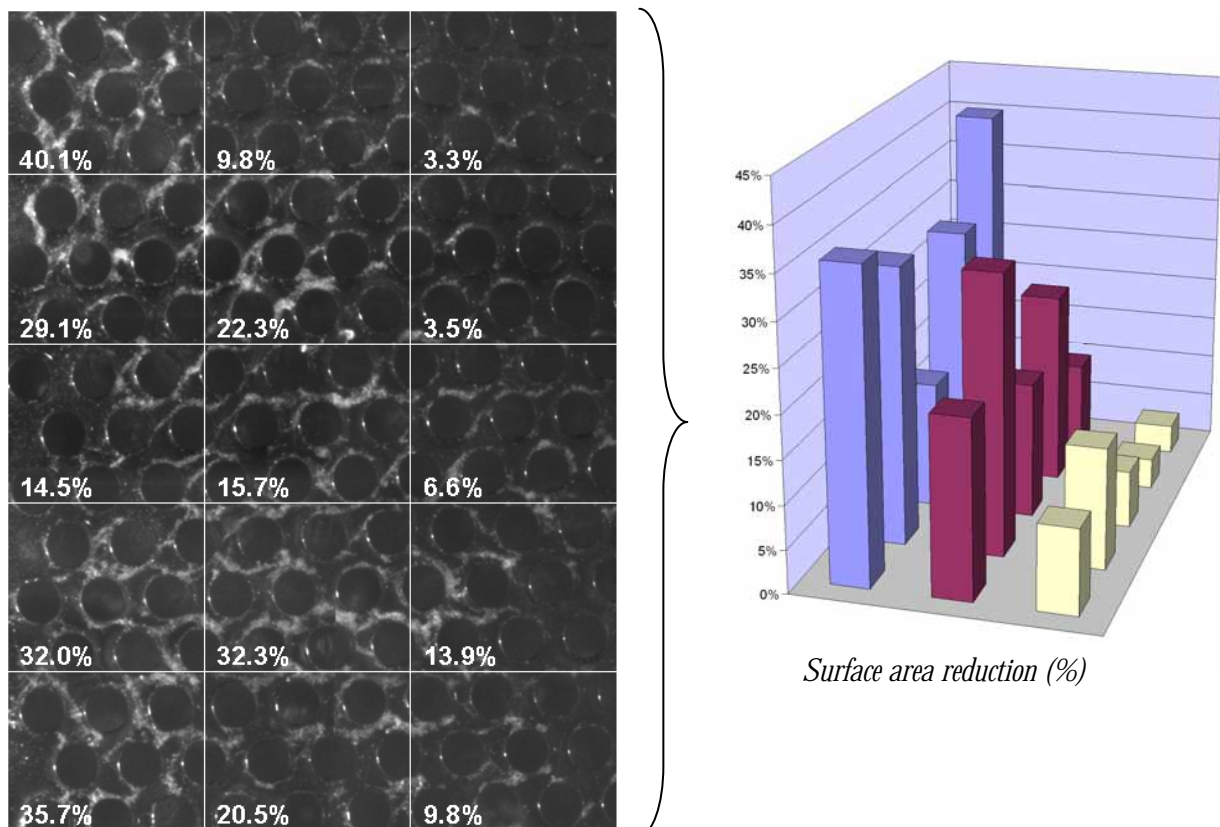 40.1% 9.8% 3.3%
29.1% 22.3% 3.5%
14.5% 15.7% 6.6%
32.0% 32.3% 13.9%
35.7% 20.5% 9.8%
45%
40%
35%
30%
25%
20%
15%
10%
5%
0%
Surface area reduction (%)